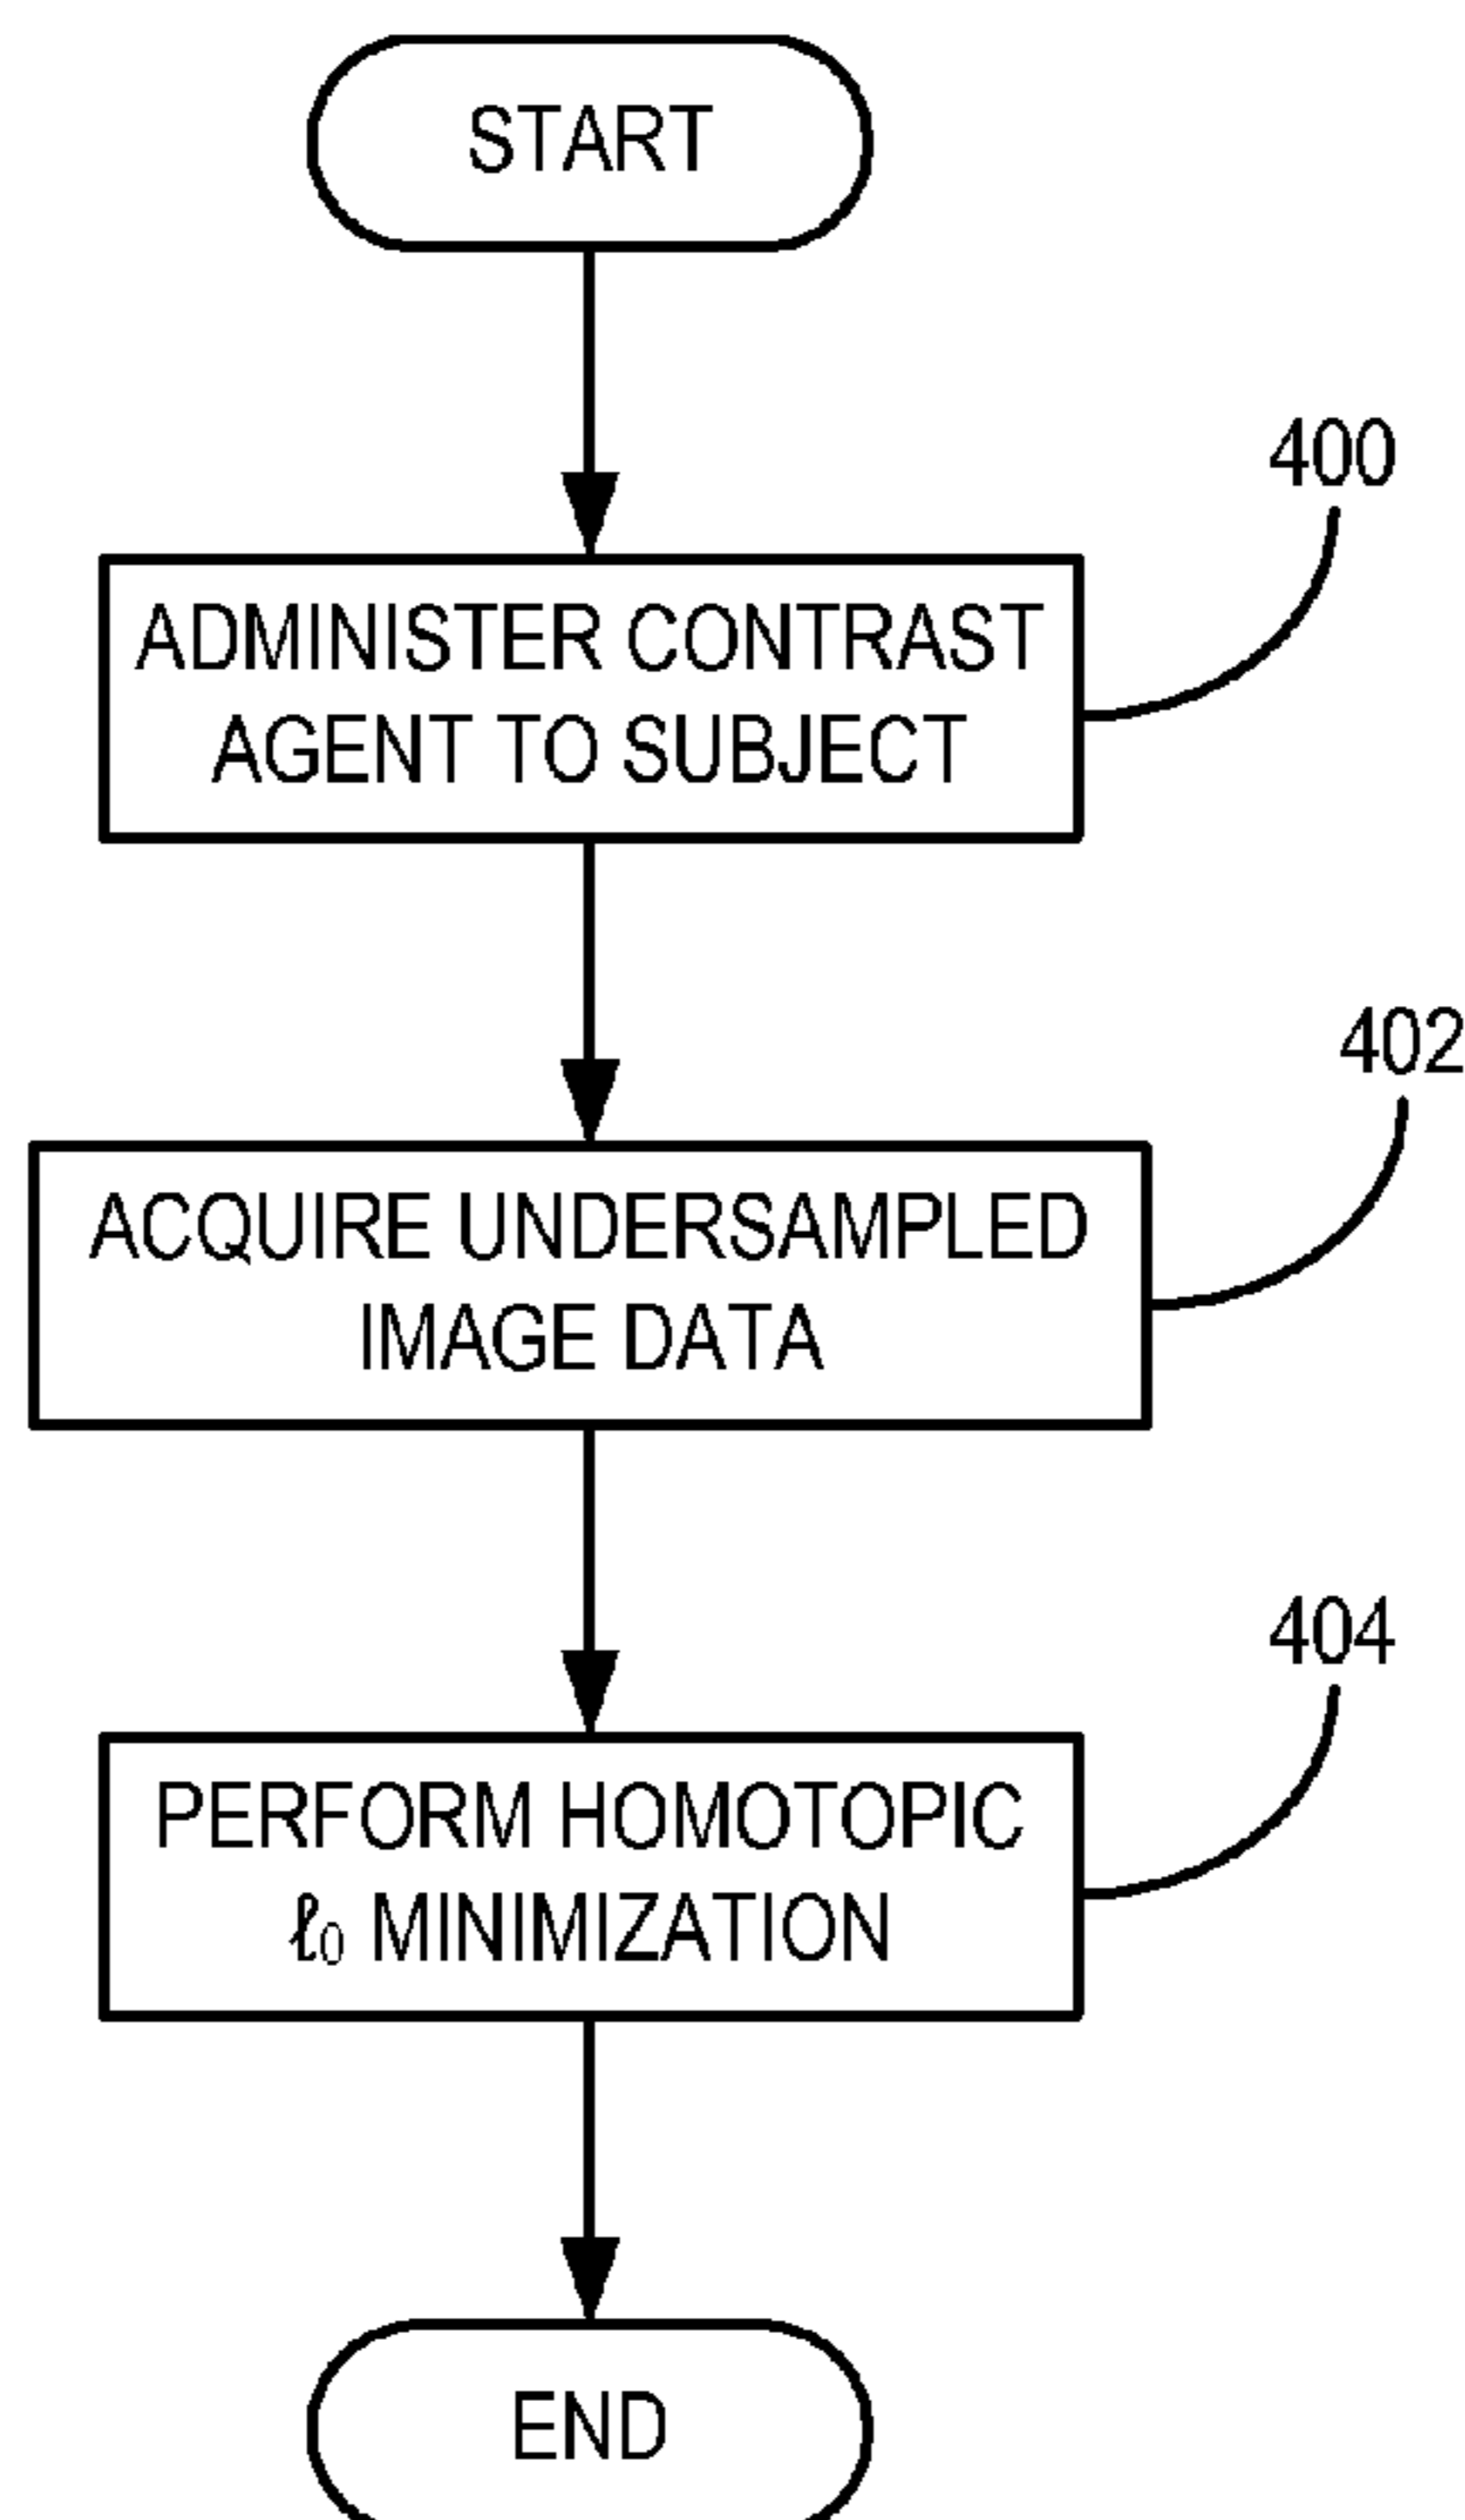 START
400
ADMINISTER CONTRAST
AGENT TO SUBJECT
402
ACQUIRE UNDERSAMPLED
IMAGE DATA
404
PERFORM HOMOTOPIC
ℓ₀ MINIMIZATION
END